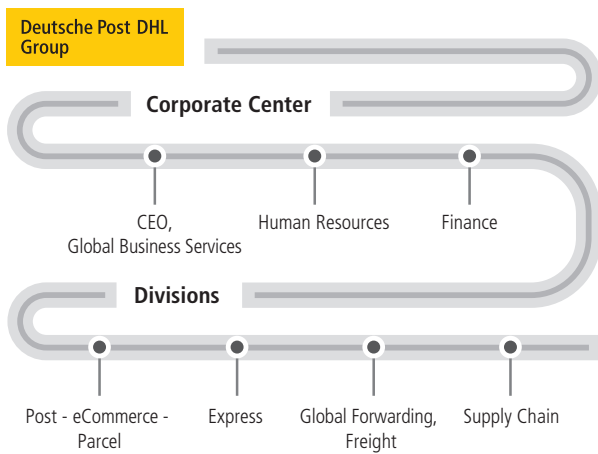 Deutsche Post DHL
Group
Corporate Center
CEO,
Global Business Services
Human Resources
Finance
Divisions
Post - eCommerce -
Parcel
Express
Global Forwarding,
Freight
Supply Chain